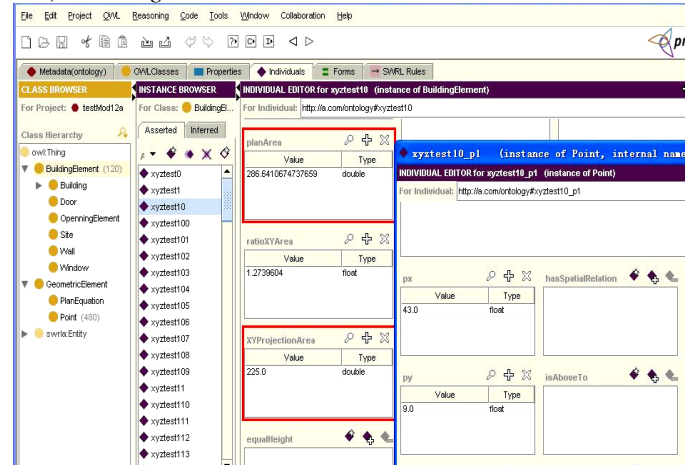 File Edit Project OWL Reasoning Code Tools Window Collaboration Help
Metadata(ontology) OWLClasses Properties Individuals Forms SWRL Rules
CLASS BROWSER
For Project: testMod12a
Class Hierarchy
owl:Thing
BuildingElement (120)
Building
Door
OpenningElement
Site
Wall
Window
GeometricElement
PlanEquation
Point (480)
swrla:Entity
INSTANCE BROWSER
For Class: BuildingEl...
Asserted Inferred
xyztest0
xyztest1
xyztest10
xyztest100
xyztest101
xyztest102
xyztest103
xyztest104
xyztest105
xyztest106
xyztest107
xyztest108
xyztest109
xyztest11
xyztest110
xyztest111
xyztest112
xyztest113
INDIVIDUAL EDITOR for xyztest10 (instance of BuildingElement)
For Individual: http://a.com/ontology#xyztest10
planArea
Value Type
286.6410674737659 double
ratioXYArea
Value Type
1.2739604 float
XYProjectionArea
Value Type
225.0 double
equalHeight
xyztest10_p1 (instance of Point, internal name
INDIVIDUAL EDITOR for xyztest10_p1 (instance of Point)
For Individual: http://a.com/ontology#xyztest10_p1
px hasSpatialRelation
Value Type
43.0 float
py isAboveTo
Value Type
9.0 float